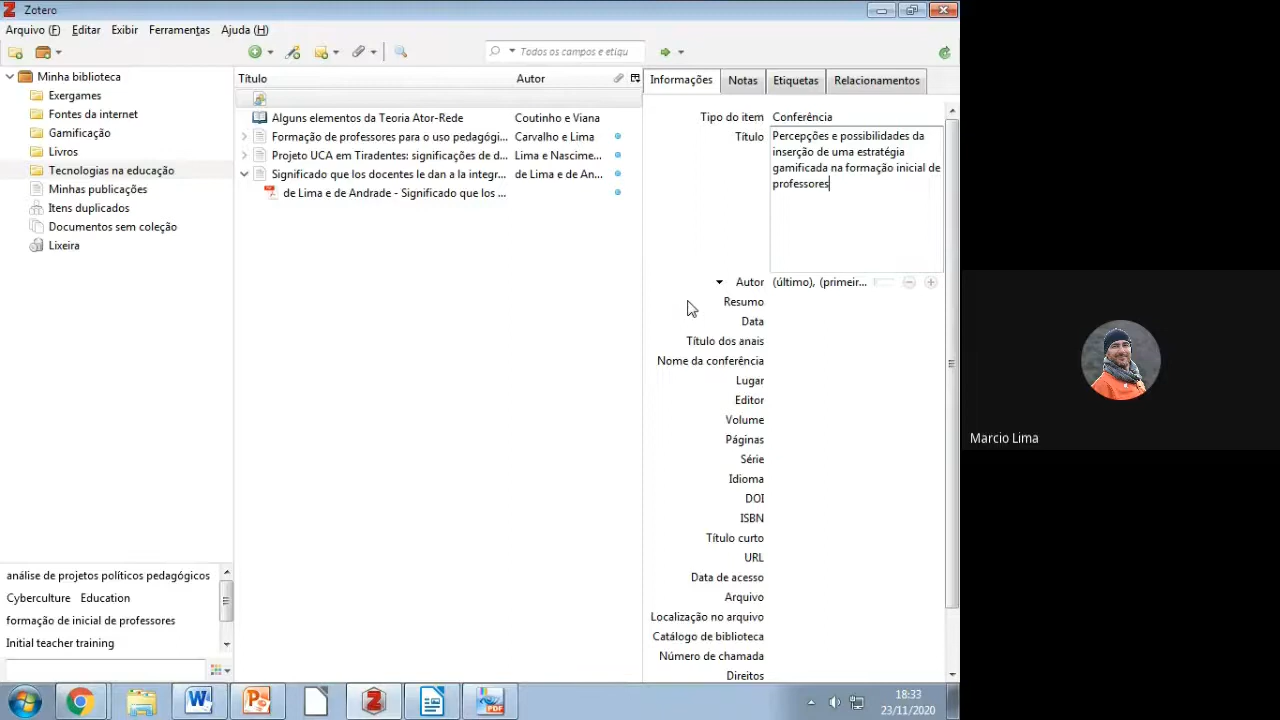 Zotero
Arquivo (F) Editar Exibir Ferramentas Ajuda (H)
Todos os campos e etiqu
Minha biblioteca
Exergames
Fontes da internet
Gamificação
Livros
Tecnologias na educação
Minhas publicações
Itens duplicados
Documentos sem coleção
Lixeira
análise de projetos políticos pedagógicos
Cyberculture Education
formação de inicial de professores
Initial teacher training
Título Autor
Alguns elementos da Teoria Ator-Rede Coutinho e Viana
Formação de professores para o uso pedagógi... Carvalho e Lima
Projeto UCA em Tiradentes: significações de d... Lima e Nascime...
Significado que los docentes le dan a la integr... de Lima e de An...
de Lima e de Andrade - Significado que los ...
Informações Notas Etiquetas Relacionamentos
Tipo do item Conferência
Título Percepções e possibilidades da
inserção de uma estratégia
gamificada na formação inicial de
professores
Autor (último), (primeir...
Resumo
Data
Título dos anais
Nome da conferência
Lugar
Editor
Volume
Páginas
Série
Idioma
DOI
ISBN
Título curto
URL
Data de acesso
Arquivo
Localização no arquivo
Catálogo de biblioteca
Número de chamada
Direitos
Marcio Lima
18:33
23/11/2020